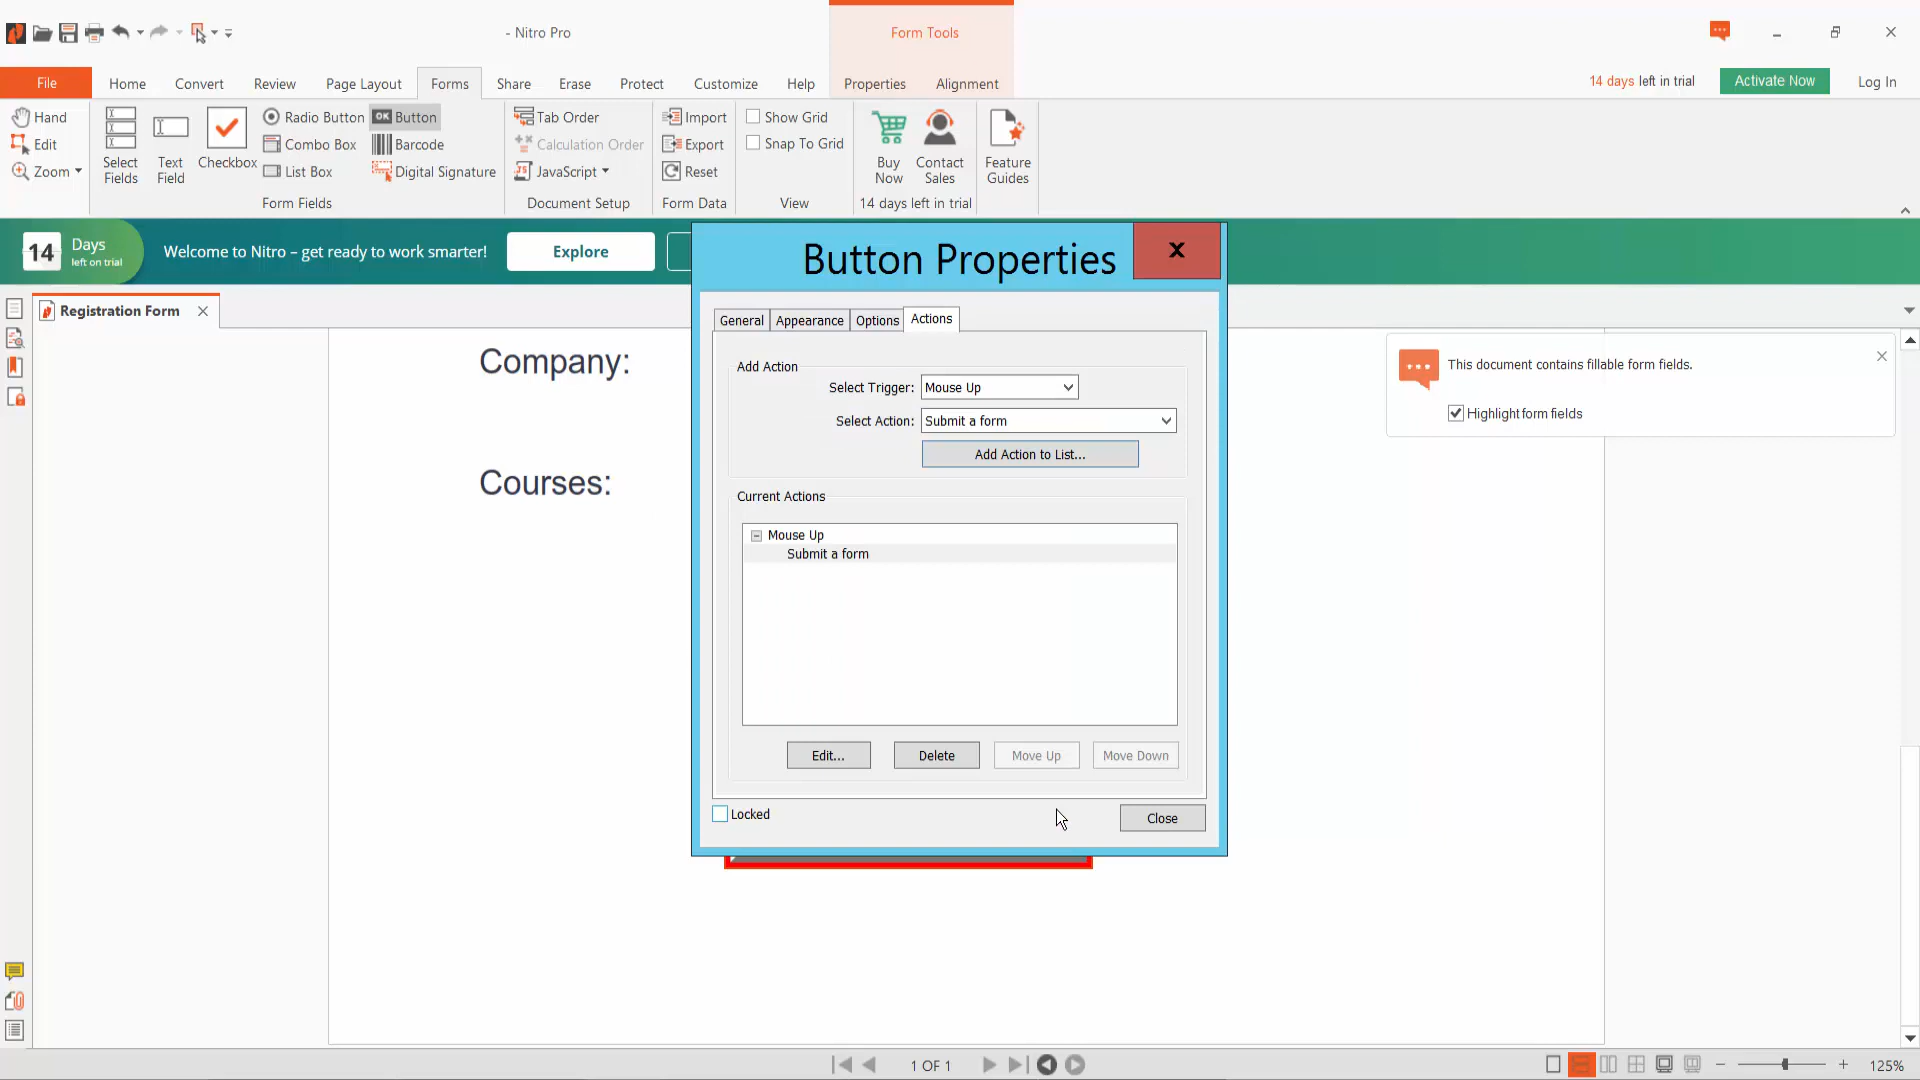 - Nitro Pro
Form Tools
File
Home
Convert
Review
Page Layout
Forms
Share
Erase
Protect
Customize
Help
Properties
Alignment
14 days left in trial
Activate Now
Log In
Hand
Edit
Zoom
Select
Fields
Text
Field
Checkbox
Radio Button
Combo Box
List Box
OK Button
Barcode
Digital Signature
Form Fields
Tab Order
Calculation Order
JS JavaScript
Document Setup
Import
Export
Reset
Form Data
Show Grid
Snap To Grid
View
Buy
Now
Contact
Sales
14 days left in trial
Feature
Guides
14
Days
left on trial
Welcome to Nitro – get ready to work smarter!
Explore
Registration Form
Company:
Courses:
Button Properties
X
General
Appearance
Options
Actions
Add Action
Select Trigger: Mouse Up
Select Action: Submit a form
Add Action to List...
Current Actions
Mouse Up
Submit a form
Edit...
Delete
Move Up
Move Down
Locked
Close
This document contains fillable form fields.
Highlight form fields
1 OF 1
125%